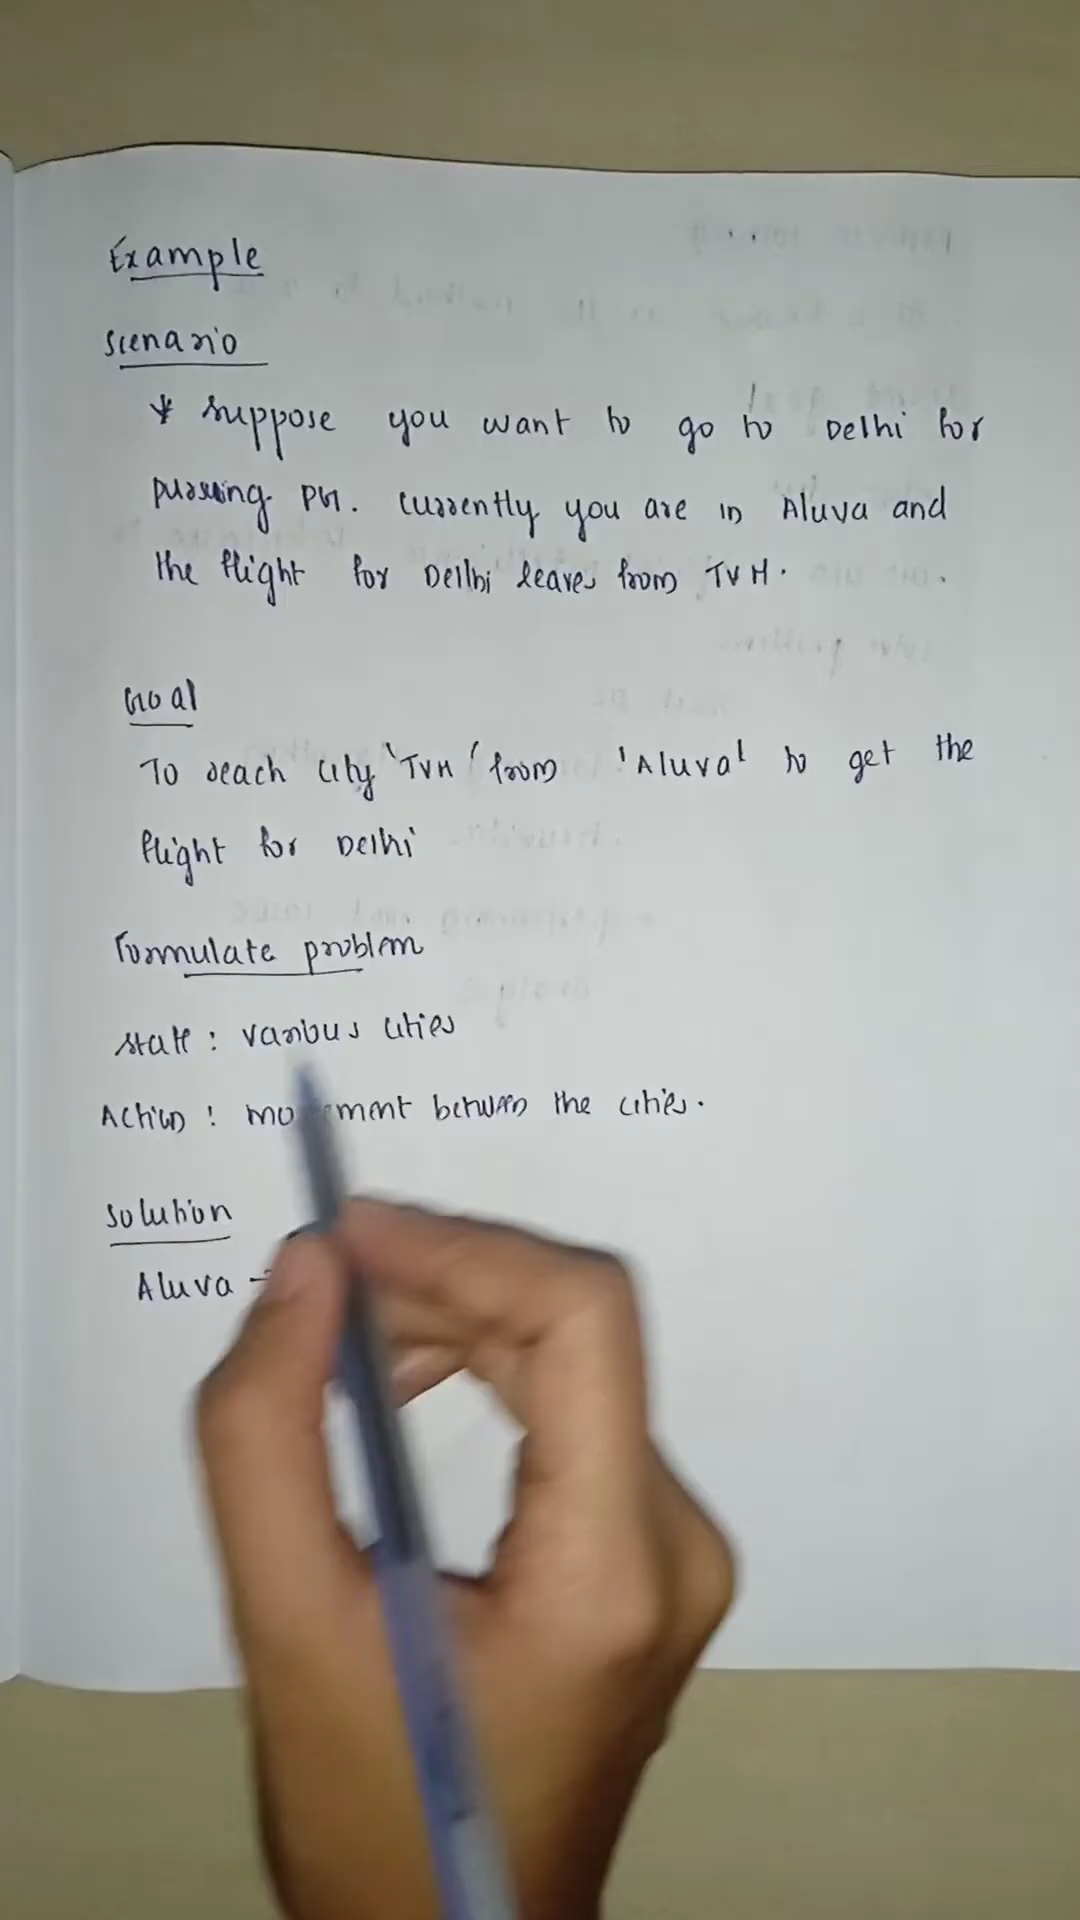 Example
Scenario
* suppose you want to go to Delhi for
pursuing PG. Currently you are in Aluva and
the flight for Delhi leaves from TVM.
Goal
To reach city 'TVM' from 'Aluva' to get the
flight for Delhi
Formulate problem
state : various cities
Action : movement between the cities.
Solution
Aluva →